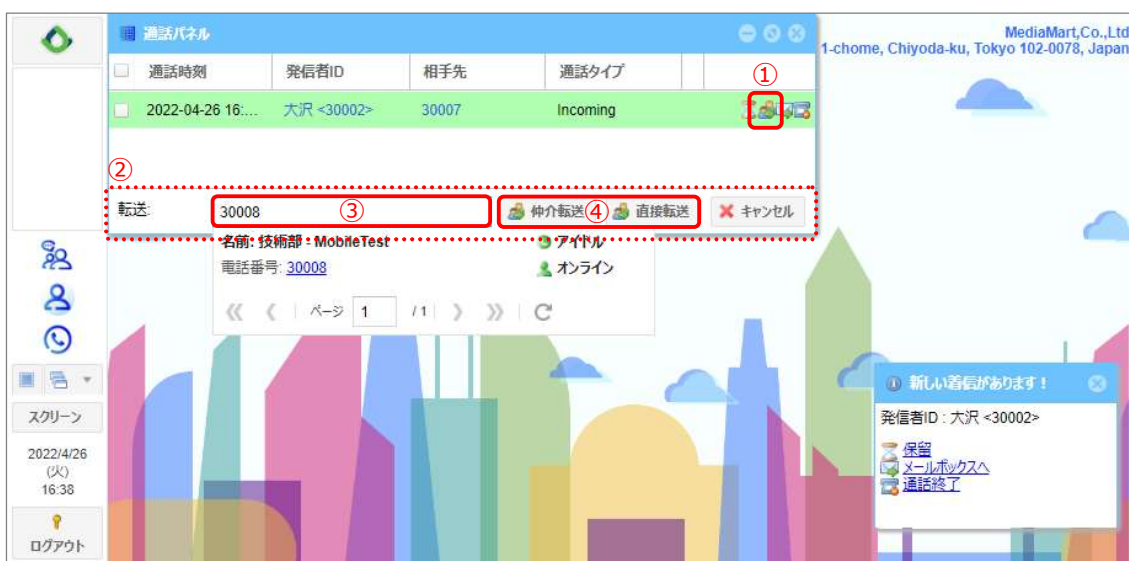 通話パネル
MediaMart,Co.,Ltd
1-chome, Chiyoda-ku, Tokyo 102-0078, Japan
通話時刻 発信者ID 相手先 通話タイプ ①
2022-04-26 16:... 大沢 <30002> 30007 Incoming
②
転送: 30008 ③ 仲介転送 ④ 直接転送 キャンセル
名前: 技術部 - MobileTest アイドル
電話番号: 30008 オンライン
ページ 1 / 1
新しい着信があります!
発信者ID : 大沢 <30002>
保留
メールボックスへ
通話終了
スクリーン
2022/4/26
(火)
16:38
ログアウト